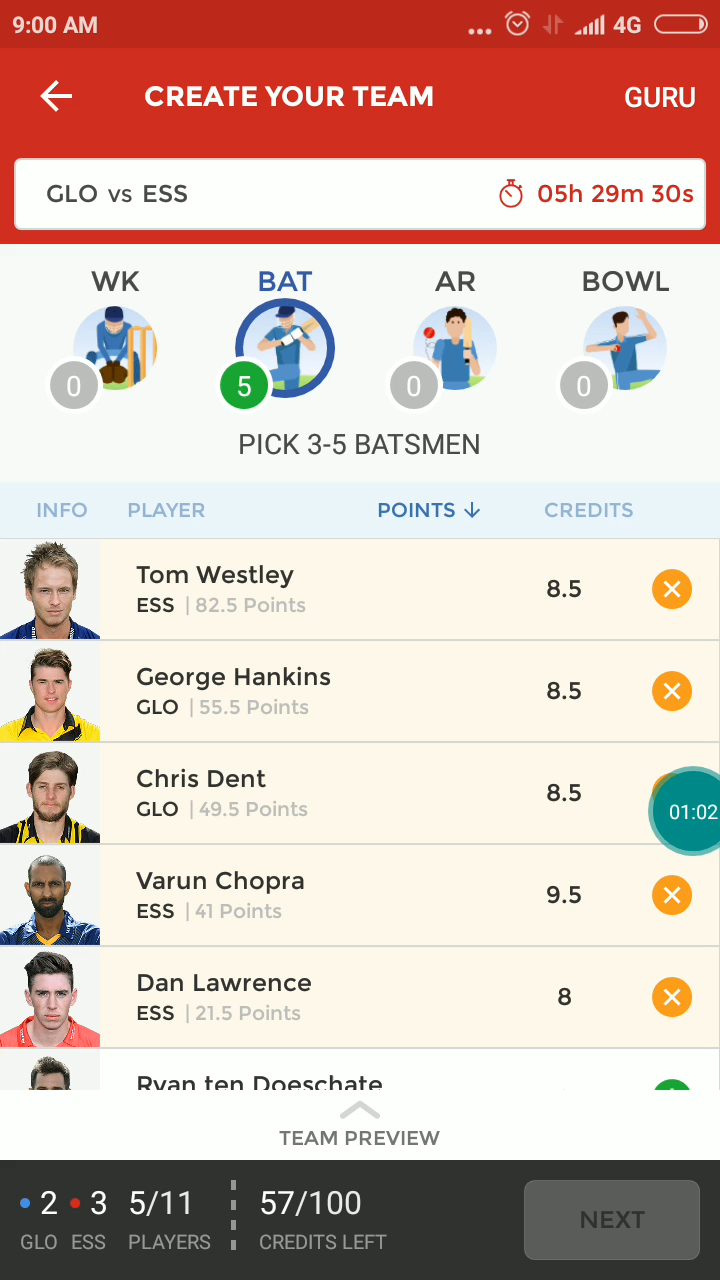 9:00 AM
... 4G
CREATE YOUR TEAM
GURU
GLO vs ESS
05h 29m 30s
WK BAT AR BOWL
0 5 0 0
PICK 3-5 BATSMEN
INFO PLAYER POINTS ↓ CREDITS
Tom Westley
ESS | 82.5 Points
8.5
George Hankins
GLO | 55.5 Points
8.5
Chris Dent
GLO | 49.5 Points
8.5
01:02
Varun Chopra
ESS | 41 Points
9.5
Dan Lawrence
ESS | 21.5 Points
8
Ryan ten Doeschate
TEAM PREVIEW
2 3 5/11 57/100
GLO ESS PLAYERS CREDITS LEFT
NEXT